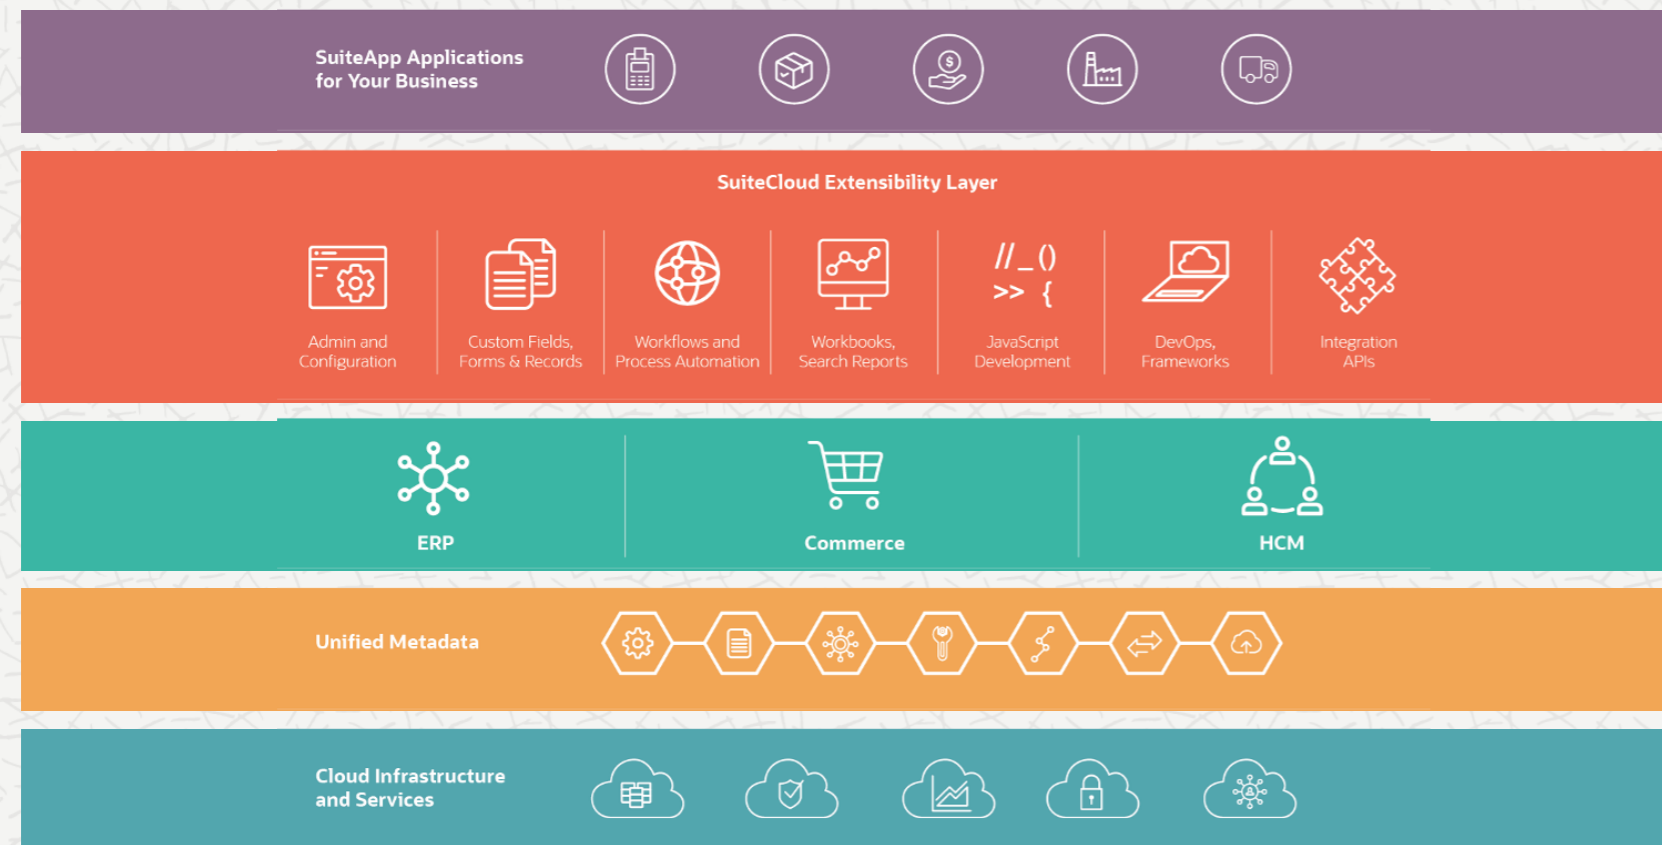 SuiteApp Applications
for Your Business
SuiteCloud Extensibility Layer
//_()
>> {
Admin and
Configuration
Custom Fields,
Forms & Records
Workflows and
Process Automation
Workbooks,
Search Reports
JavaScript
Development
DevOps,
Frameworks
Integration
APIs
ERP
Commerce
HCM
Unified Metadata
Cloud Infrastructure
and Services